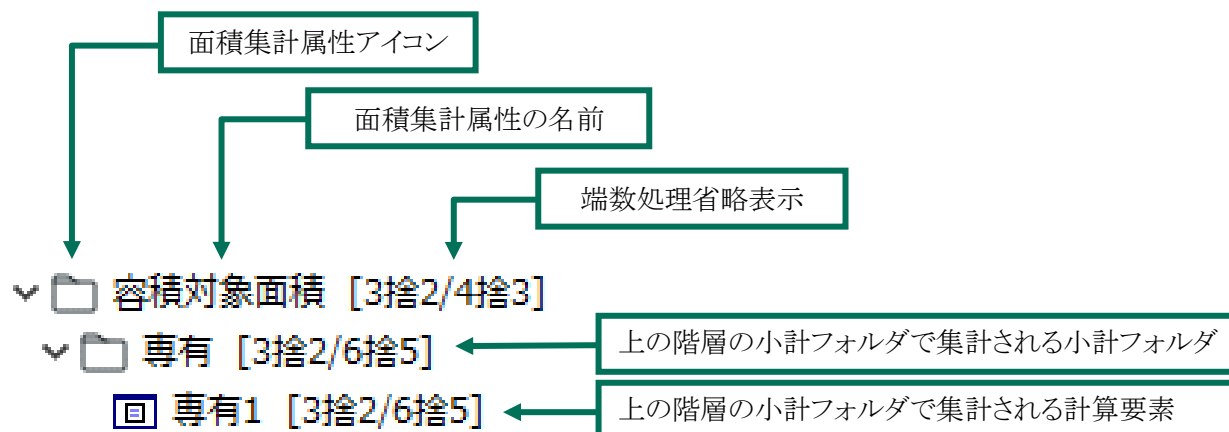 面積集計属性アイコン
面積集計属性の名前
端数処理省略表示
容積対象面積 [3捨2/4捨3]
専有 [3捨2/6捨5]
上の階層の小計フォルダで集計される小計フォルダ
専有1 [3捨2/6捨5]
上の階層の小計フォルダで集計される計算要素